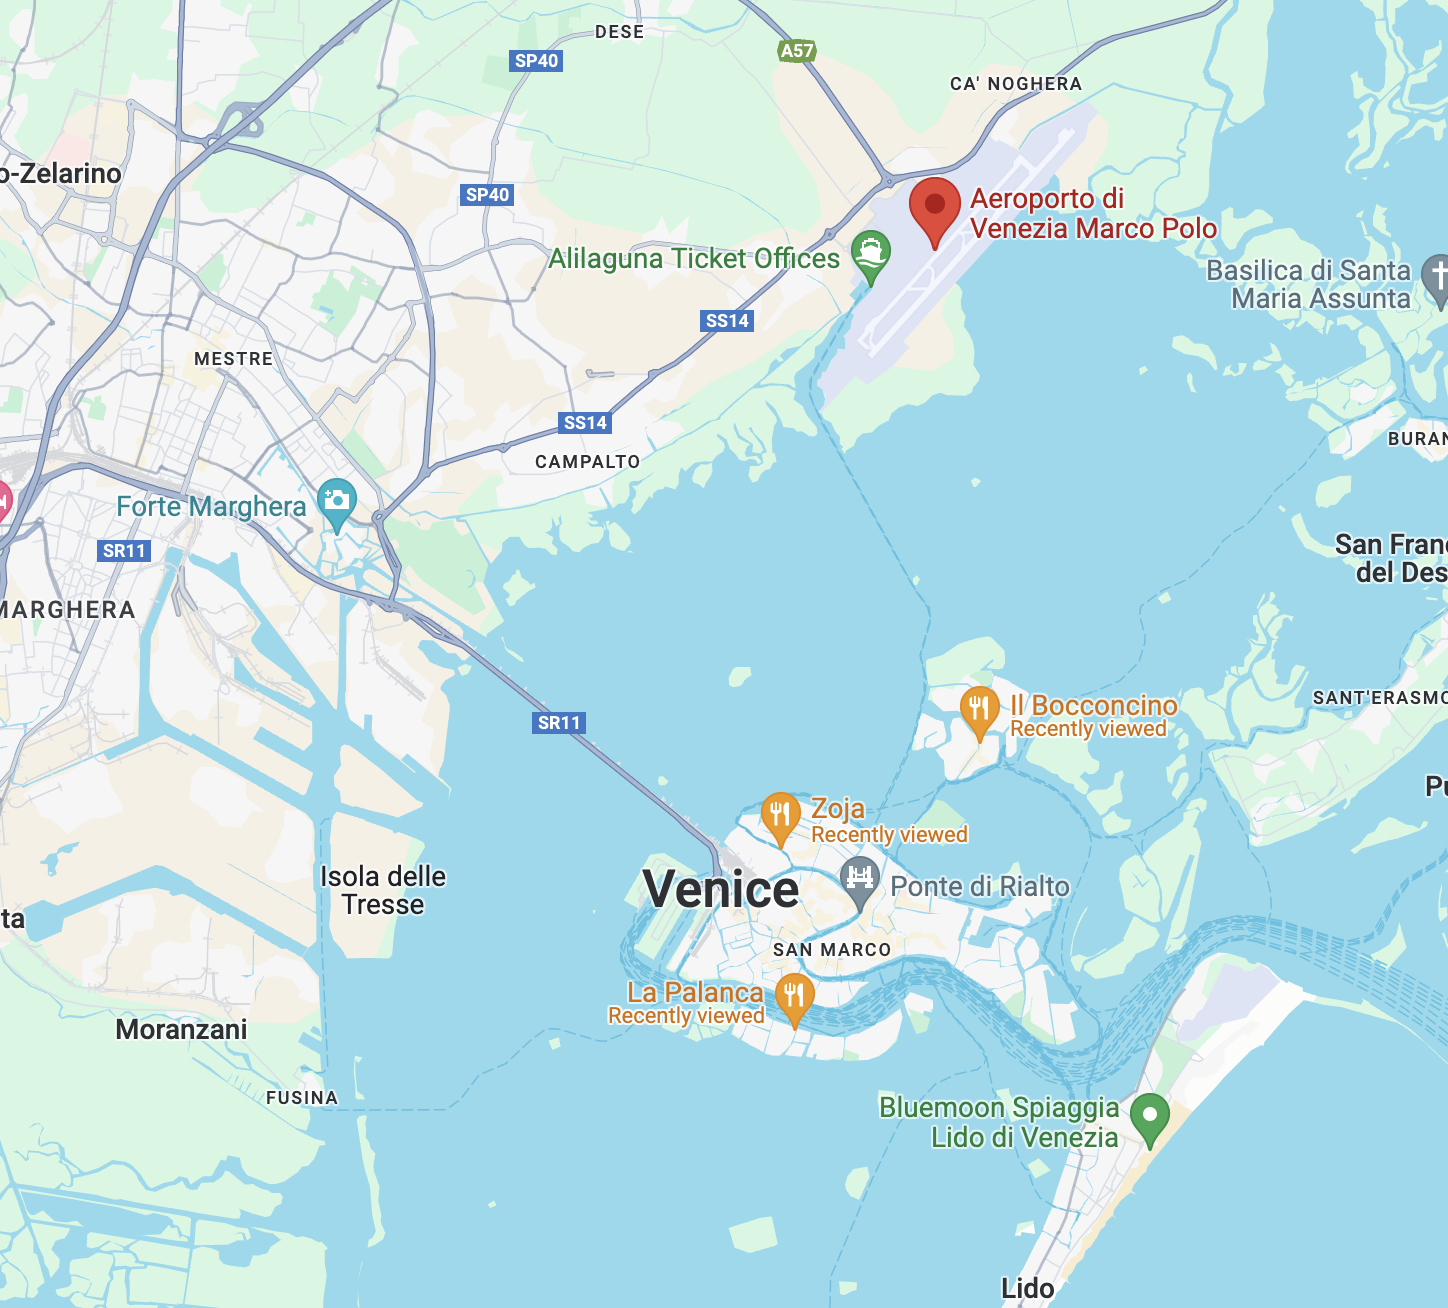 DESE
A57
SP40
CA' NOGHERA
o-Zelarino
SP40
Aeroporto di
Venezia Marco Polo
Alilaguna Ticket Offices
Basilica di Santa
Maria Assunta
SS14
MESTRE
SS14
BURAN
CAMPALTO
Forte Marghera
SR11
San Fran
del Des
MARGHERA
SANT'ERASMO
Il Bocconcino
Recently viewed
SR11
Pu
Zoja
Recently viewed
Isola delle
Tresse
Venice
Ponte di Rialto
ta
SAN MARCO
La Palanca
Recently viewed
Moranzani
FUSINA
Bluemoon Spiaggia
Lido di Venezia
Lido